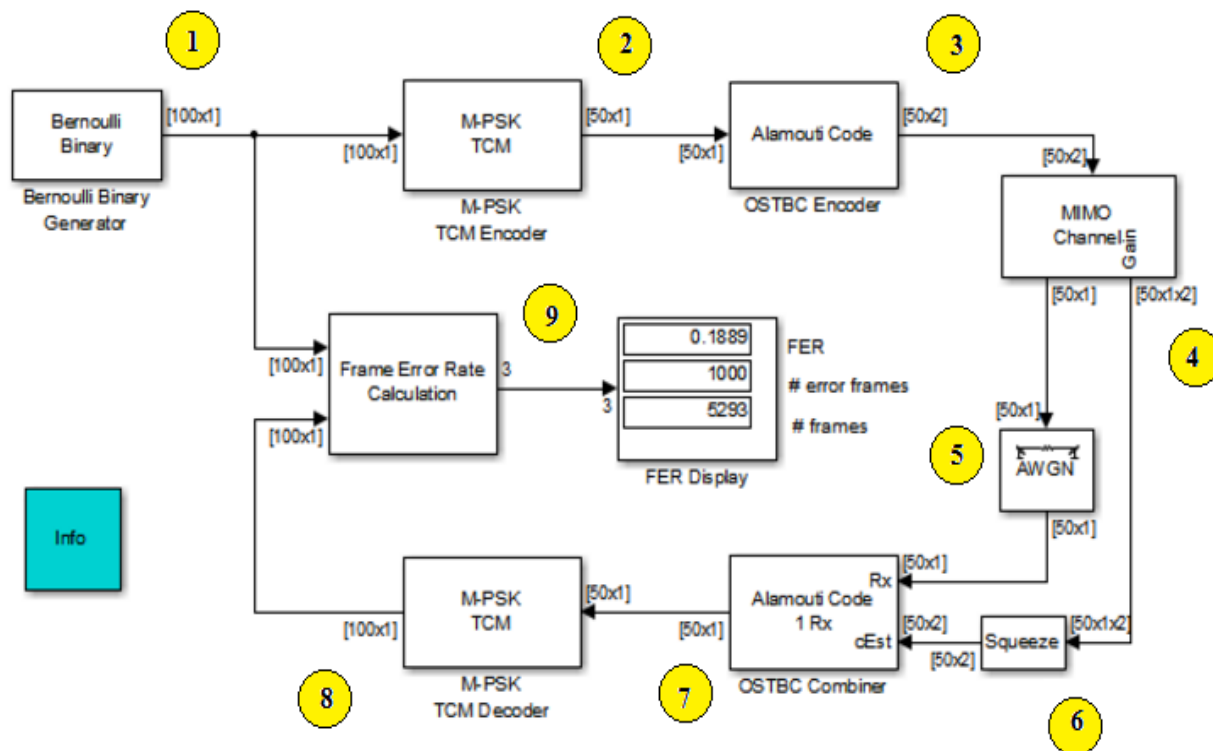 1
2
3
[100x1]
[50x1]
[50x2]
Bernoulli
Binary
M-PSK
TCM
Alamouti Code
[100x1]
[50x1]
[50x2]
Bernoulli Binary
Generator
M-PSK
TCM Encoder
OSTBC Encoder
MIMO
Channel
Gain
[50x1]
[50x1x2]
4
9
[100x1]
Frame Error Rate
Calculation
3
[100x1]
3
0.1889
FER
1000
# error frames
5293
# frames
FER Display
[50x1]
5
AWGN
[50x1]
Info
M-PSK
TCM
[50x1]
[100x1]
[50x1]
Alamouti Code
1 Rx
Rx
cEst
[50x1]
[50x2]
[50x2]
Squeeze
[50x1x2]
M-PSK
TCM Decoder
OSTBC Combiner
8
7
6